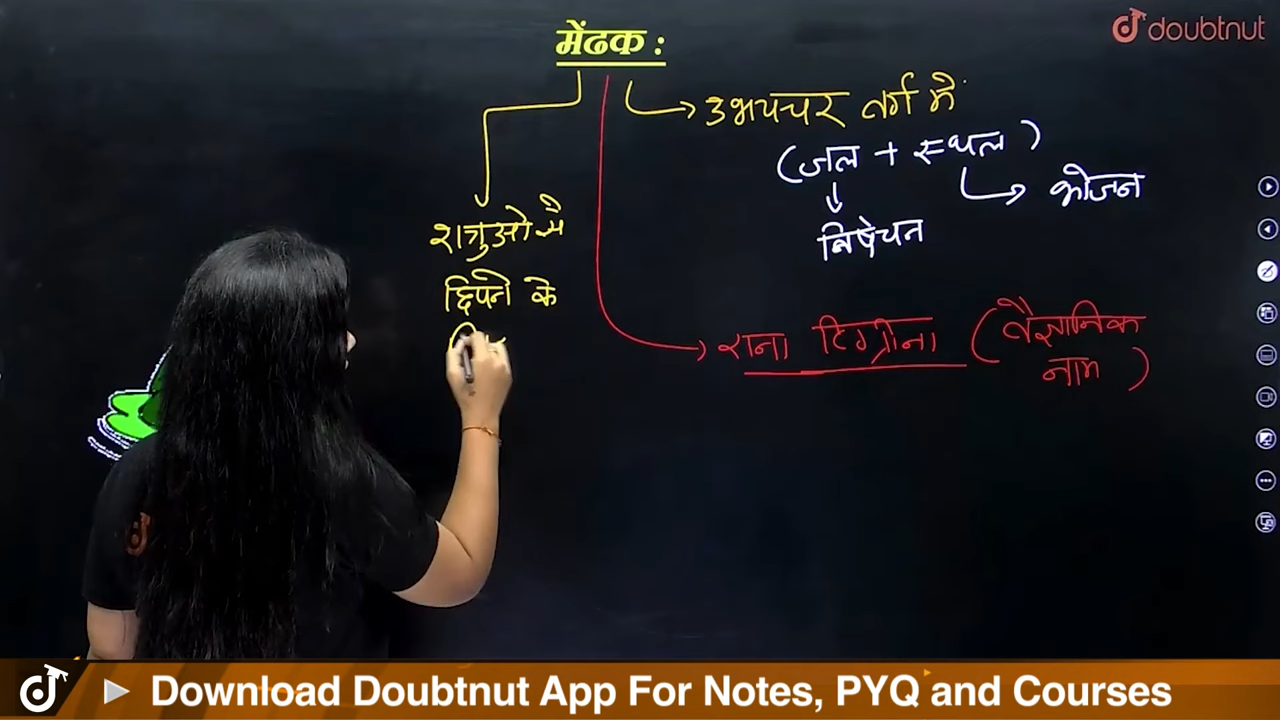 मेंढक :
doubtnut
उभयचर वर्ग में
(जल + स्थल)
भोजन
निषेचन
शत्रुओ से
छिपने के
राना टिग्रीना (वैज्ञानिक
नाम)
Download Doubtnut App For Notes, PYQ and Courses